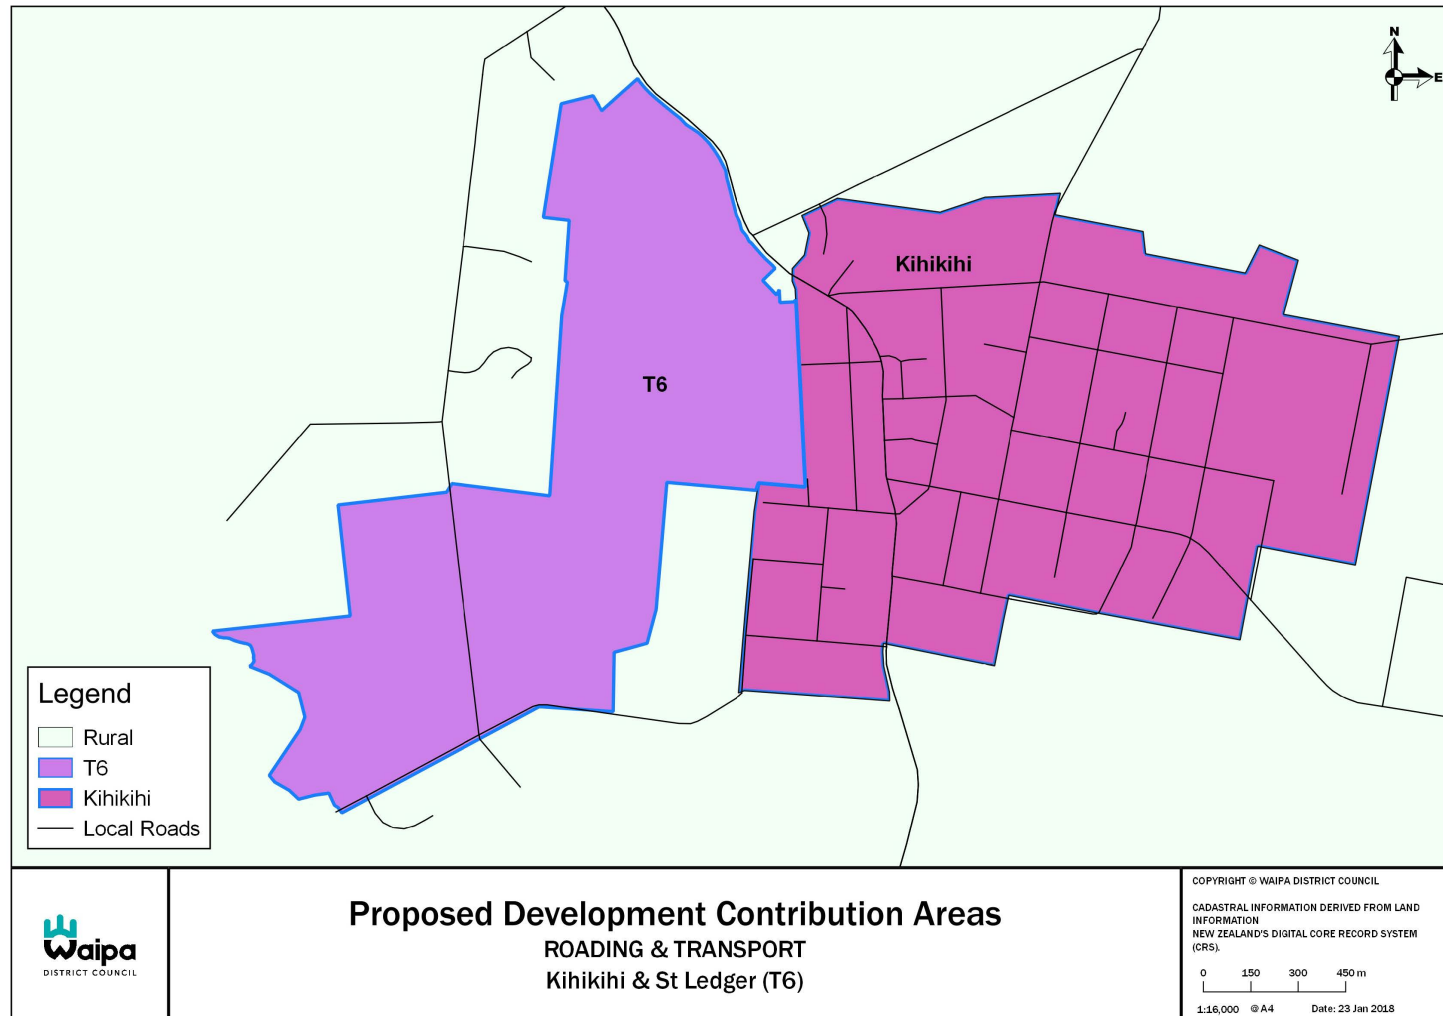 N
E
Kihikihi
T6
Legend
Rural
T6
Kihikihi
Local Roads
Waipa
DISTRICT COUNCIL
Proposed Development Contribution Areas
ROADING & TRANSPORT
Kihikihi & St Ledger (T6)
COPYRIGHT © WAIPA DISTRICT COUNCIL
CADASTRAL INFORMATION DERIVED FROM LAND
INFORMATION
NEW ZEALAND'S DIGITAL CORE RECORD SYSTEM
(CRS).
0 150 300 450 m
1:16,000 @ A4 Date: 23 Jan 2018